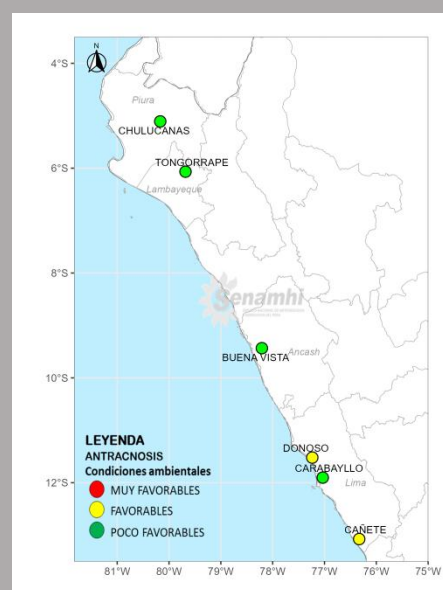 N
4°S
Piura
CHULUCANAS
TONGORRAPE
6°S
Lambayeque
8°S
Senamhi
BUENA VISTA
Ancash
10°S
LEYENDA
ANTRACNOSIS
Condiciones ambientales
MUY FAVORABLES
FAVORABLES
POCO FAVORABLES
DONOSO
CARABAYLLO
12°S
Lima
CAÑETE
81°W 80°W 79°W 78°W 77°W 76°W 75°W